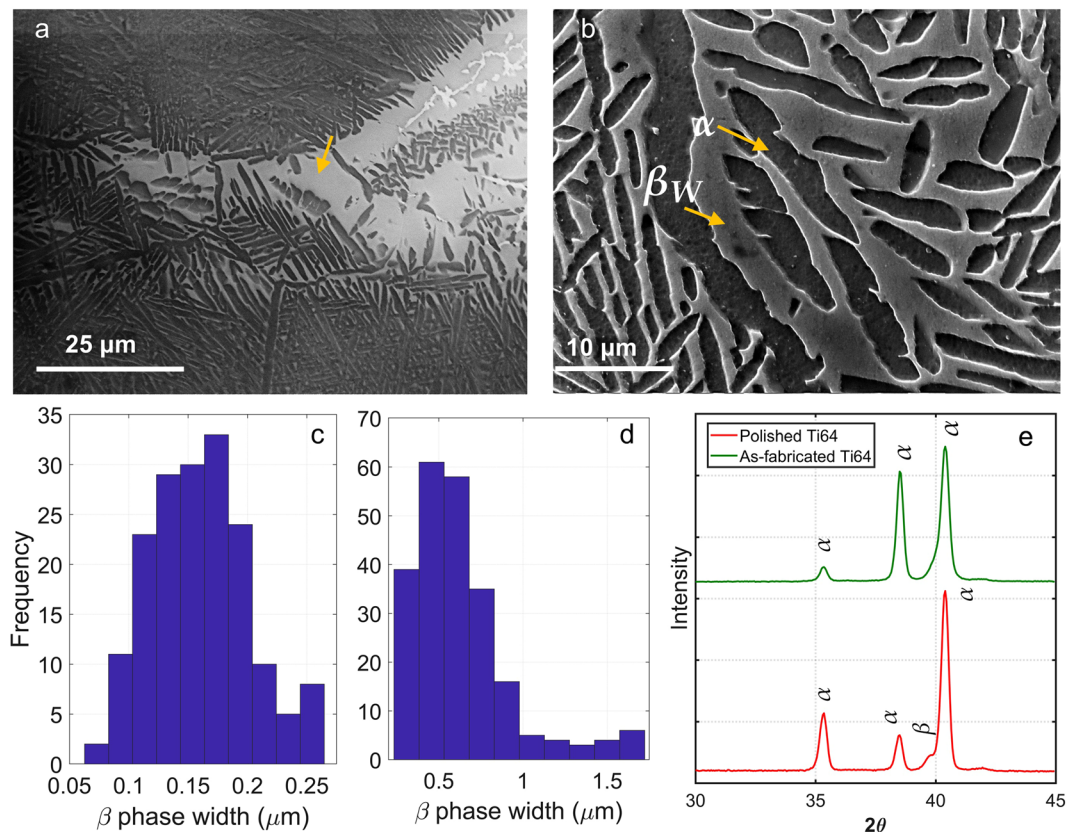 a
25 μm
b
α
βW
10 μm
c
35
30
25
20
15
10
5
0
Frequency
0.05
0.1
0.15
0.2
0.25
β phase width (μm)
d
70
60
50
40
30
20
10
0
0.5
1
1.5
β phase width (μm)
e
Polished Ti64
As-fabricated Ti64
α
α
α
α
α
β
α
Intensity
30
35
40
45
2θ